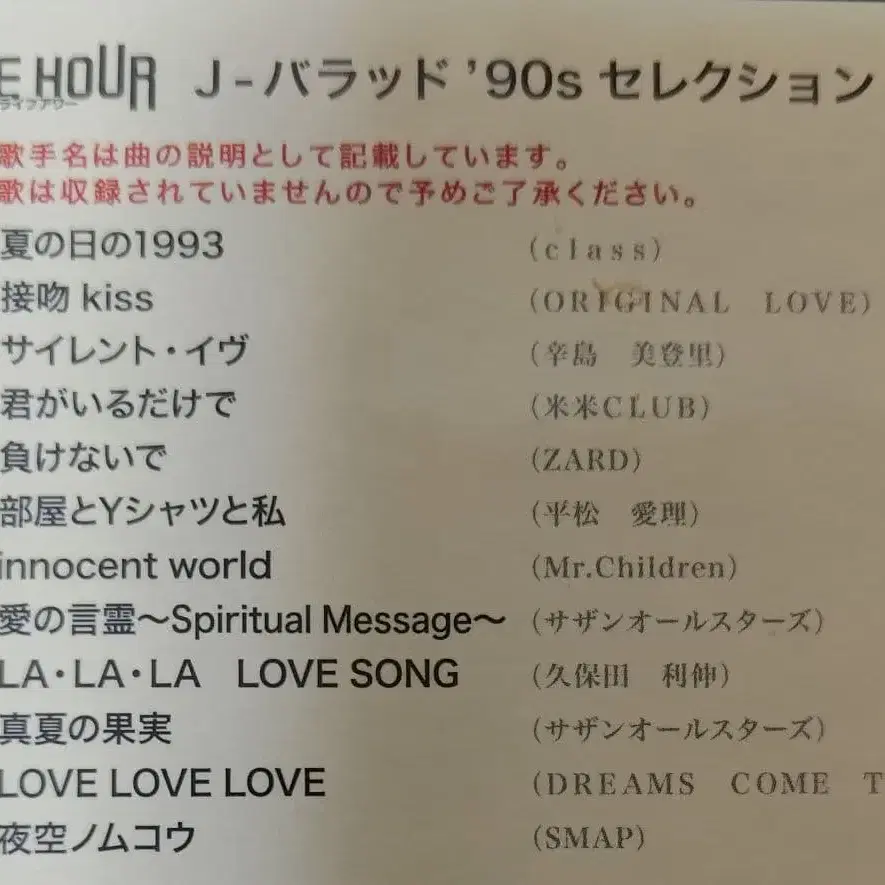 E HOUR J-バラッド ’90s セレクション
ライフアワー
歌手名は曲の説明として記載しています。
歌は収録されていませんので予めご了承ください。
夏の日の1993 (class)
接吻 kiss (ORIGINAL LOVE)
サイレント・イヴ (辛島 美登里)
君がいるだけで (米米CLUB)
負けないで (ZARD)
部屋とYシャツと私 (平松 愛理)
innocent world (Mr.Children)
愛の言霊〜Spiritual Message〜 (サザンオールスターズ)
LA・LA・LA LOVE SONG (久保田 利伸)
真夏の果実 (サザンオールスターズ)
LOVE LOVE LOVE (DREAMS COME T
夜空ノムコウ (SMAP)